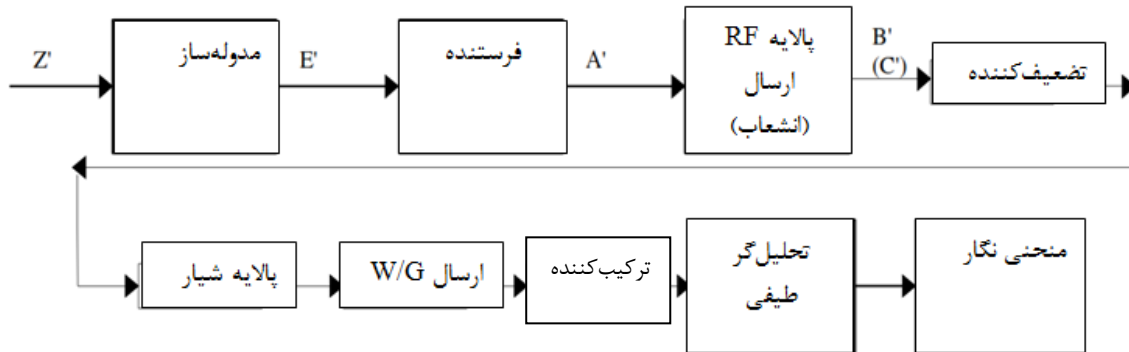 Z'
مدوله‌ساز
E'
فرستنده
A'
پالایه RF
ارسال
(انشعاب)
B'
(C')
تضعیف‌کننده
پالایه شیار
ارسال W/G
ترکیب‌کننده
تحلیل‌گر
طیفی
منحنی نگار